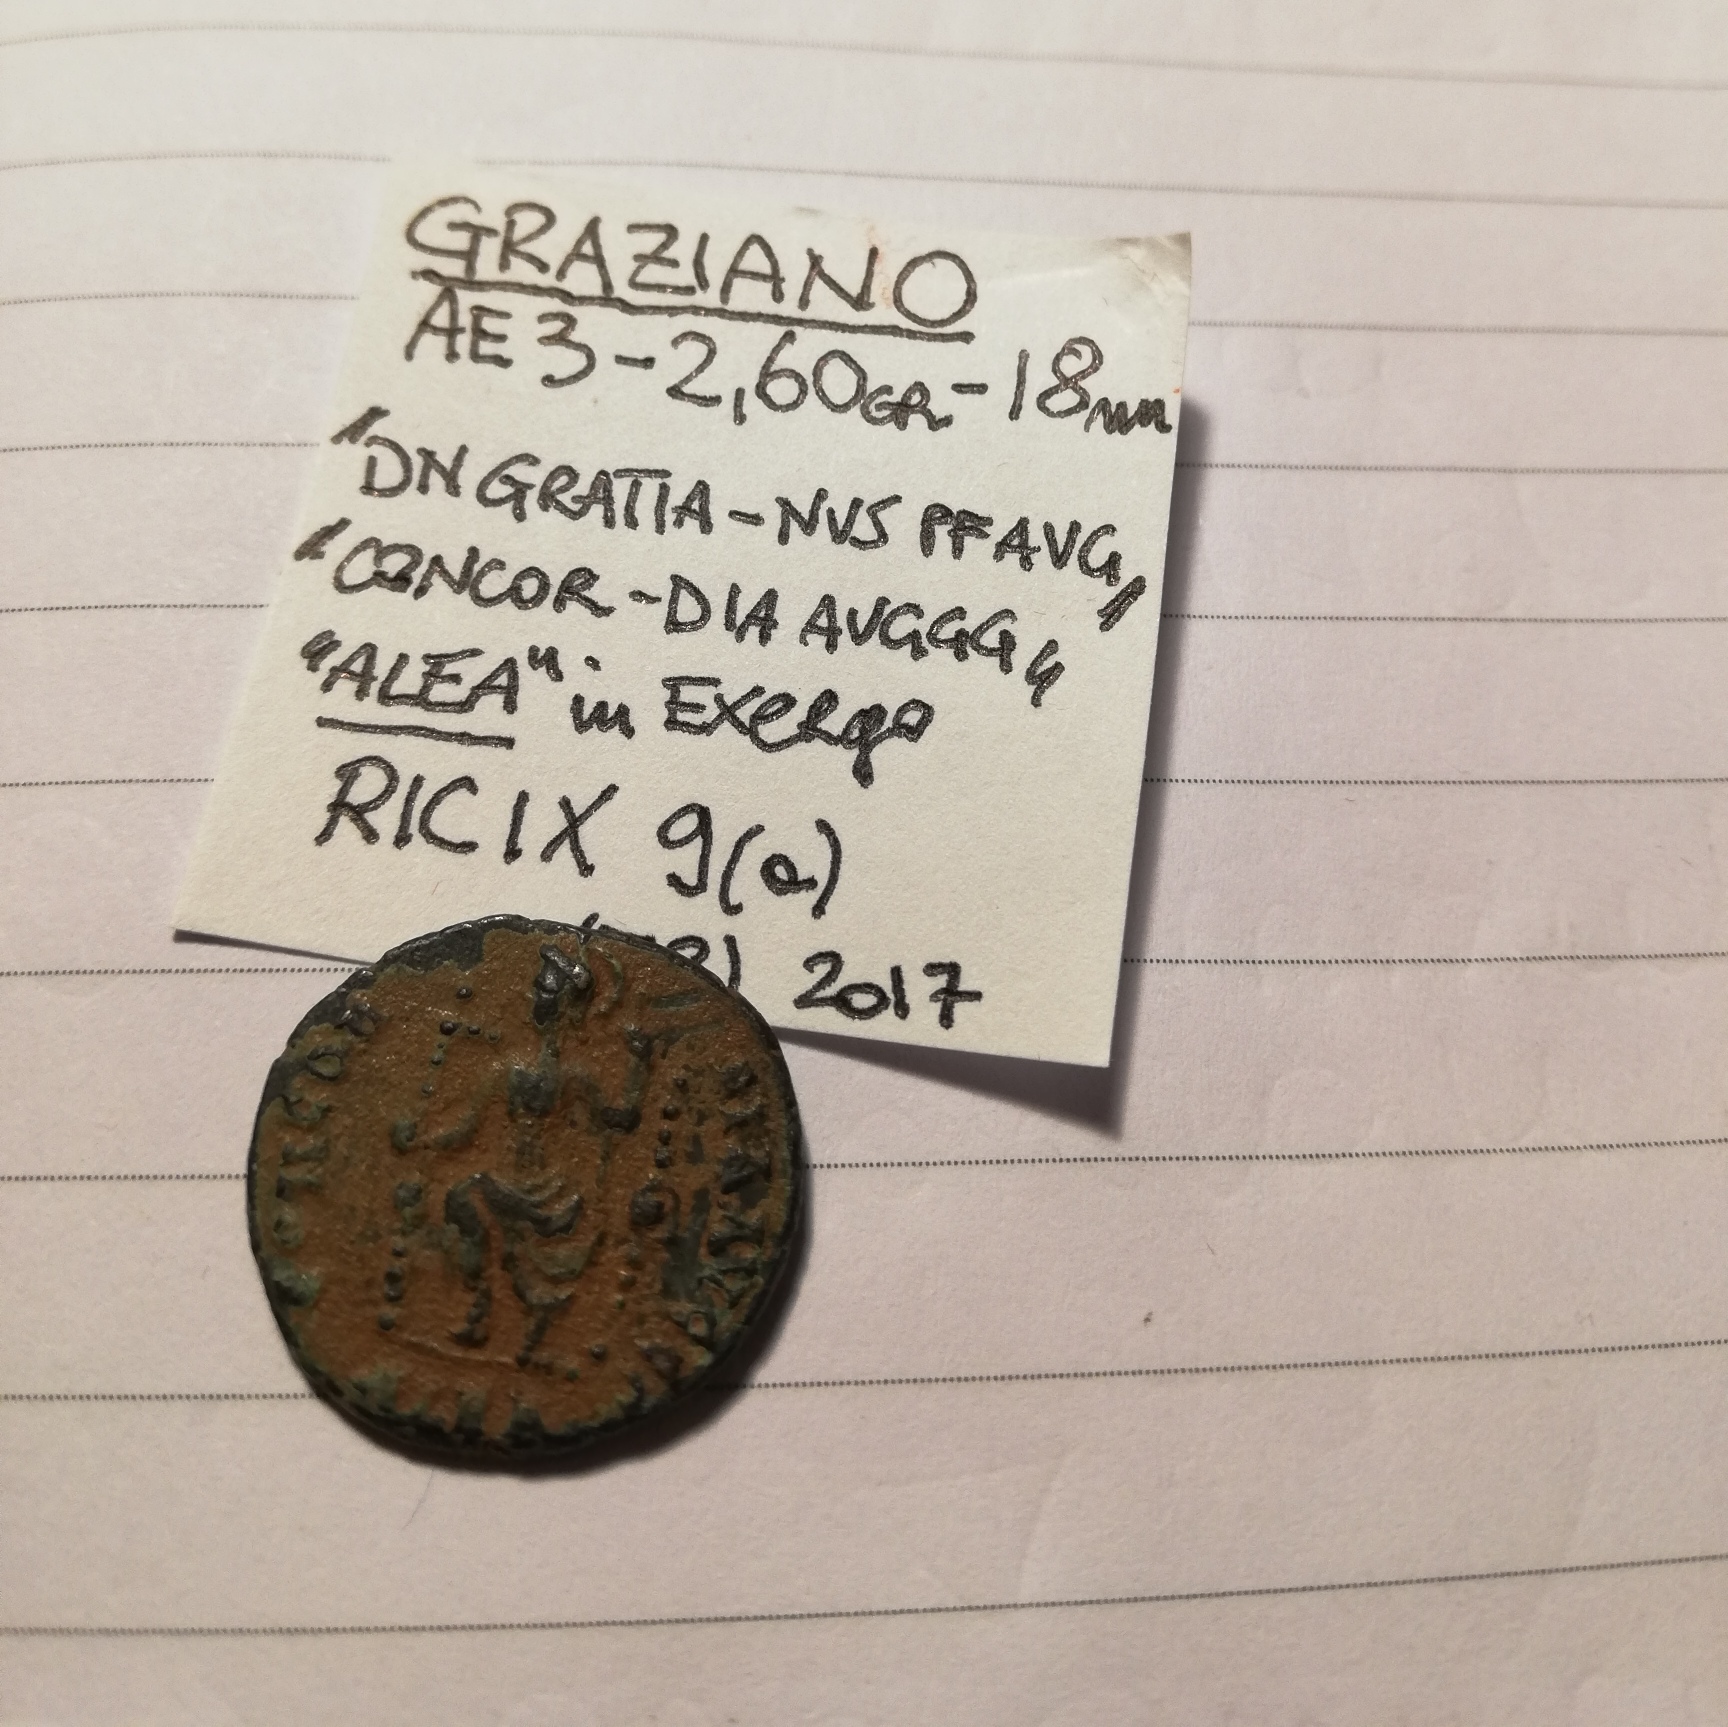 GRAZIANO
AE3-2,60GR-18mm
"DN GRATIA-NVS PF AVG"
"CONCOR-DIA AVGGG"
"ALEA" in Exergo
RIC IX 9(a)
2017